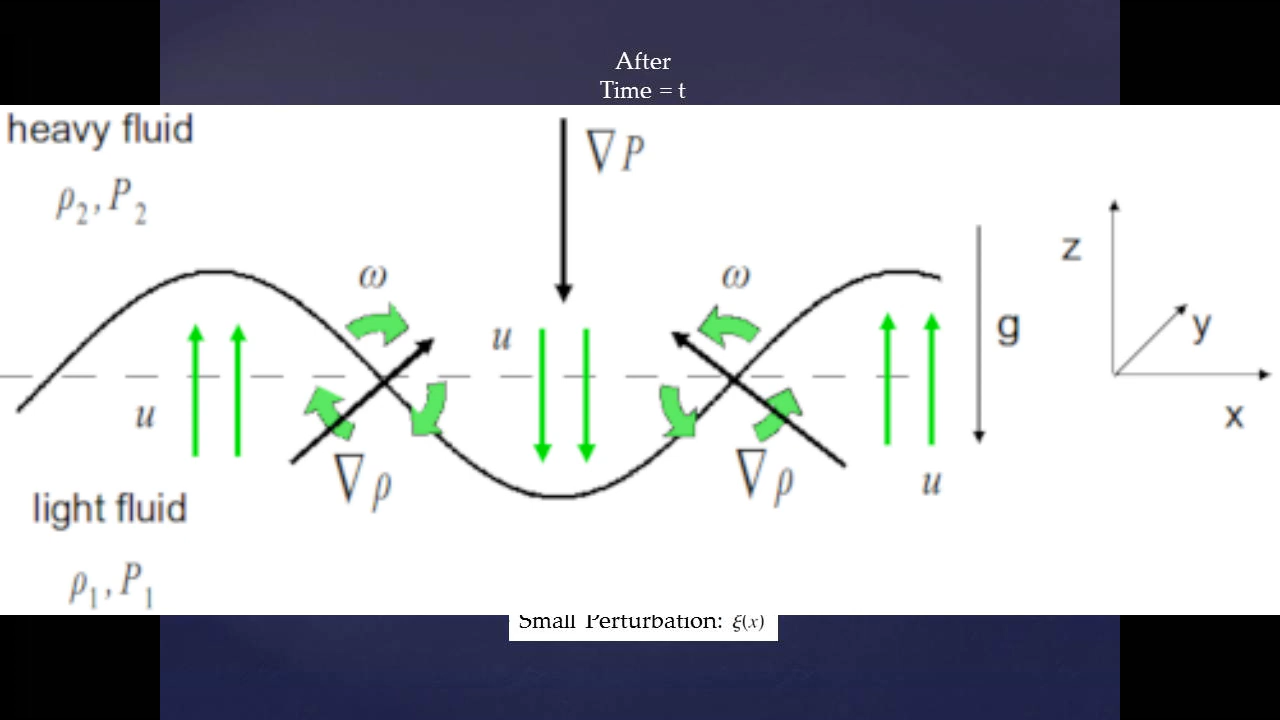 After
Time = t
heavy fluid
∇P
ρ₂, P₂
z
ω
ω
u
g
y
u
x
∇ρ
∇ρ
u
light fluid
ρ₁, P₁
Small Perturbation: ξ(x)